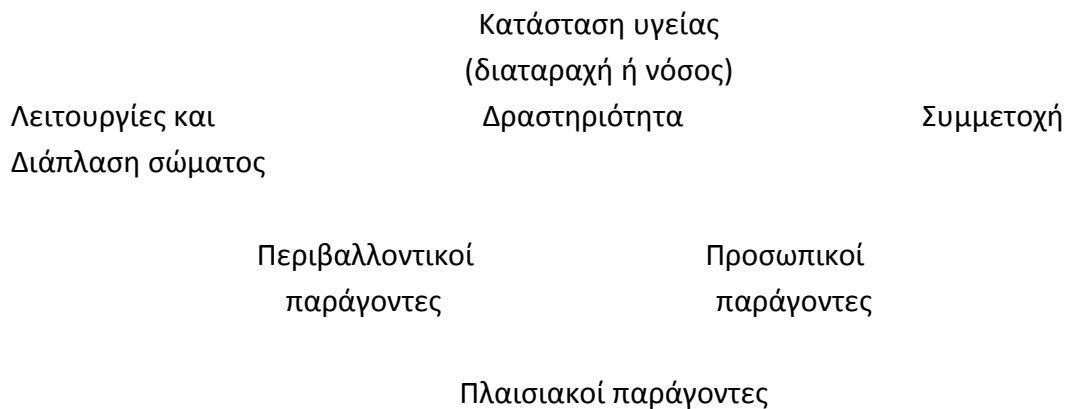 Κατάσταση υγείας
(διαταραχή ή νόσος)
Λειτουργίες και Δραστηριότητα Συμμετοχή
Διάπλαση σώματος
Περιβαλλοντικοί Προσωπικοί
παράγοντες παράγοντες
Πλαισιακοί παράγοντες